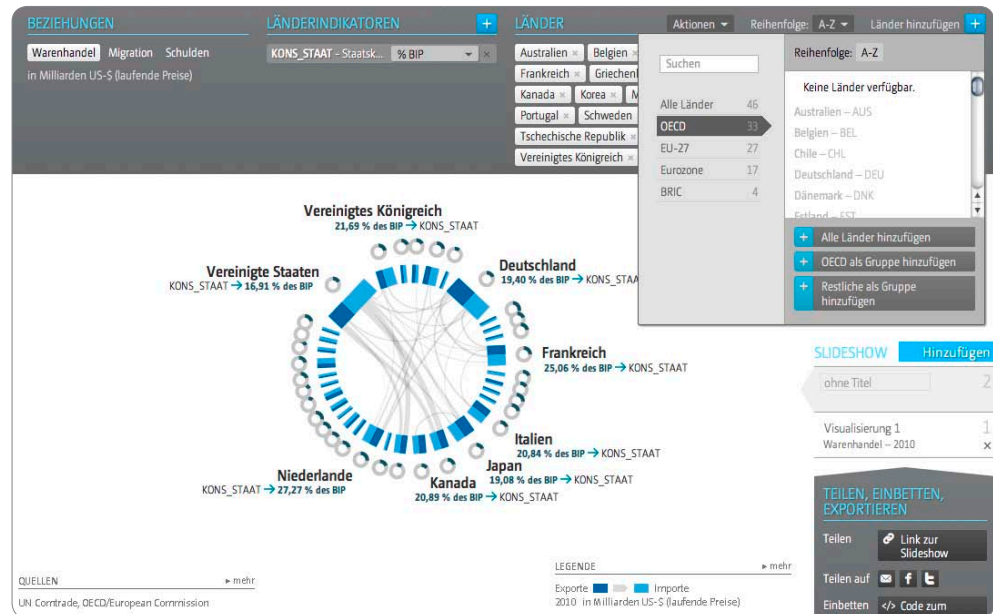 BEZIEHUNGEN
Warenhandel Migration Schulden
in Milliarden US-$ (laufende Preise)
LÄNDERINDIKATOREN +
KONS_STAAT – Staatsk... % BIP ×
LÄNDER
Aktionen Reihenfolge: A-Z Länder hinzufügen +
Australien × Belgien ×
Frankreich × Griechenl
Kanada × Korea × M
Portugal × Schweden
Tschechische Republik ×
Vereinigtes Königreich ×
Suchen
Alle Länder 46
OECD 33
EU-27 27
Eurozone 17
BRIC 4
Reihenfolge: A-Z
Keine Länder verfügbar.
Australien – AUS
Belgien – BEL
Chile – CHL
Deutschland – DEU
Dänemark – DNK
Estland – EST
+ Alle Länder hinzufügen
+ OECD als Gruppe hinzufügen
+ Restliche als Gruppe
hinzufügen
Vereinigtes Königreich
21,69 % des BIP → KONS_STAAT
Vereinigte Staaten
KONS_STAAT → 16,91 % des BIP
Deutschland
19,40 % des BIP → KONS_STAA
Frankreich
25,06 % des BIP → KONS_STAAT
Italien
20,84 % des BIP → KONS_STAAT
Japan
19,08 % des BIP → KONS_STAAT
Kanada
20,89 % des BIP → KONS_STAAT
Niederlande
KONS_STAAT → 27,27 % des BIP
SLIDESHOW Hinzufügen
ohne Titel 2
Visualisierung 1 1
Warenhandel – 2010 ×
TEILEN, EINBETTEN,
EXPORTIEREN
Teilen Link zur
Slideshow
Teilen auf f t
Einbetten </> Code zum
QUELLEN ► mehr
UN Comtrade, OECD/European Commission
LEGENDE ► mehr
Exporte Importe
2010 in Milliarden US-$ (laufende Preise)